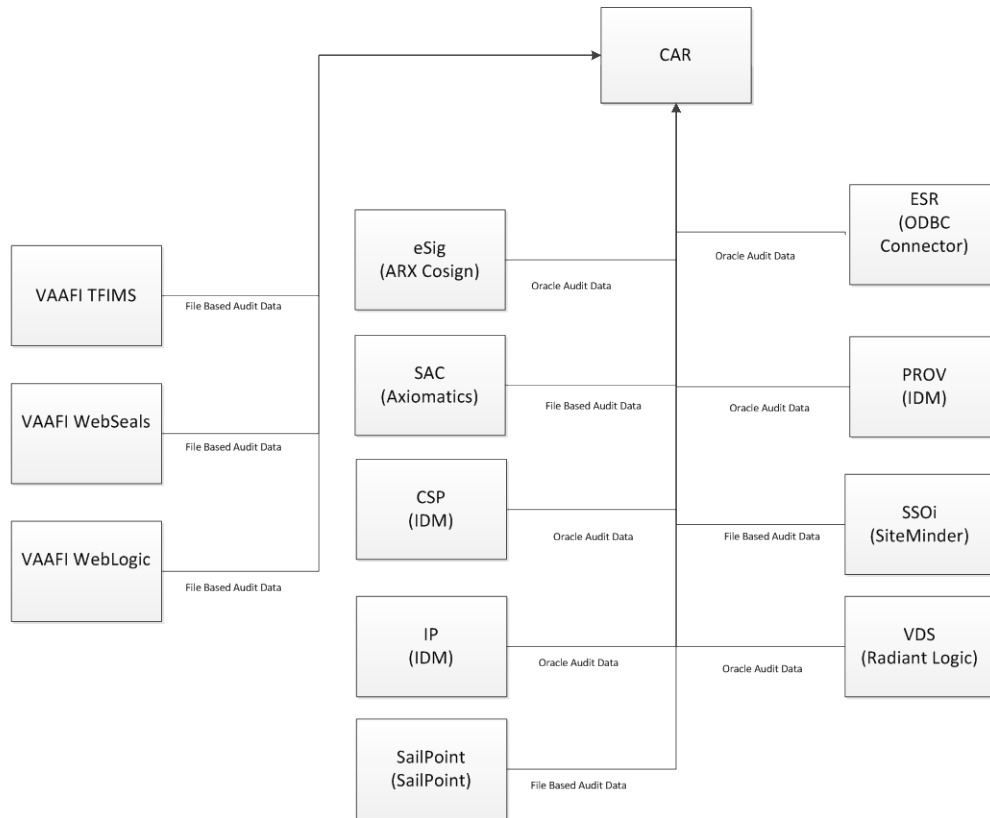 CAR
ESR
(ODBC
Connector)
eSig
(ARX Cosign)
Oracle Audit Data
Oracle Audit Data
VAAFI TFIMS
File Based Audit Data
SAC
(Axiomatics)
File Based Audit Data
Oracle Audit Data
PROV
(IDM)
VAAFI WebSeals
File Based Audit Data
CSP
(IDM)
Oracle Audit Data
File Based Audit Data
SSOi
(SiteMinder)
VAAFI WebLogic
File Based Audit Data
IP
(IDM)
Oracle Audit Data
Oracle Audit Data
VDS
(Radiant Logic)
SailPoint
(SailPoint)
File Based Audit Data